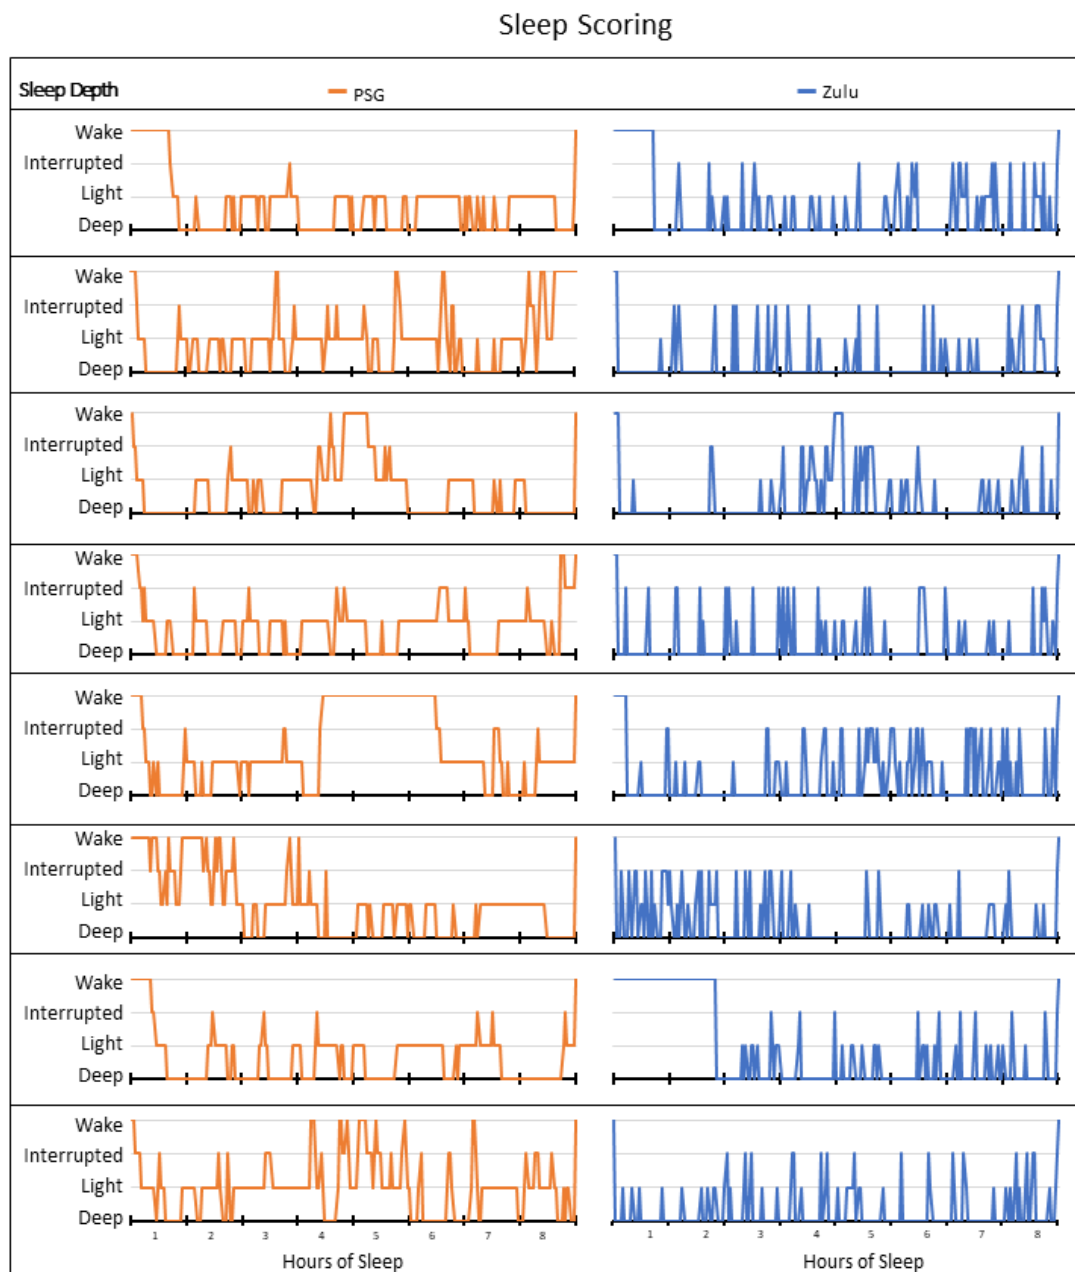 Sleep Scoring
Sleep Depth PSG Zulu
Wake
Interrupted
Light
Deep
Wake
Interrupted
Light
Deep
Wake
Interrupted
Light
Deep
Wake
Interrupted
Light
Deep
Wake
Interrupted
Light
Deep
Wake
Interrupted
Light
Deep
Wake
Interrupted
Light
Deep
Wake
Interrupted
Light
Deep
1 2 3 4 5 6 7 8 1 2 3 4 5 6 7 8
Hours of Sleep Hours of Sleep